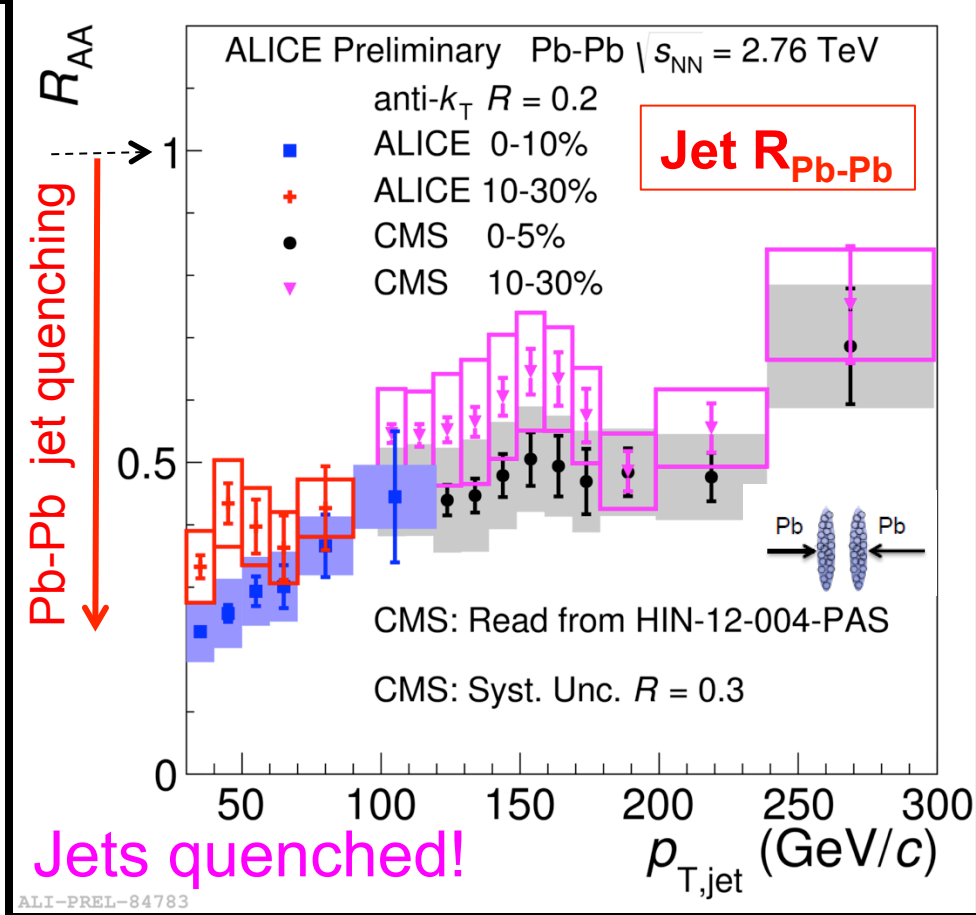 R_AA
ALICE Preliminary Pb-Pb √s_NN = 2.76 TeV
anti-k_T R = 0.2
ALICE 0-10%
ALICE 10-30%
CMS 0-5%
CMS 10-30%
Jet R_Pb-Pb
1
0.5
0
Pb-Pb jet quenching
Pb Pb
CMS: Read from HIN-12-004-PAS
CMS: Syst. Unc. R = 0.3
50 100 150 200 250 300
p_T,jet (GeV/c)
Jets quenched!
ALI-PREL-84783